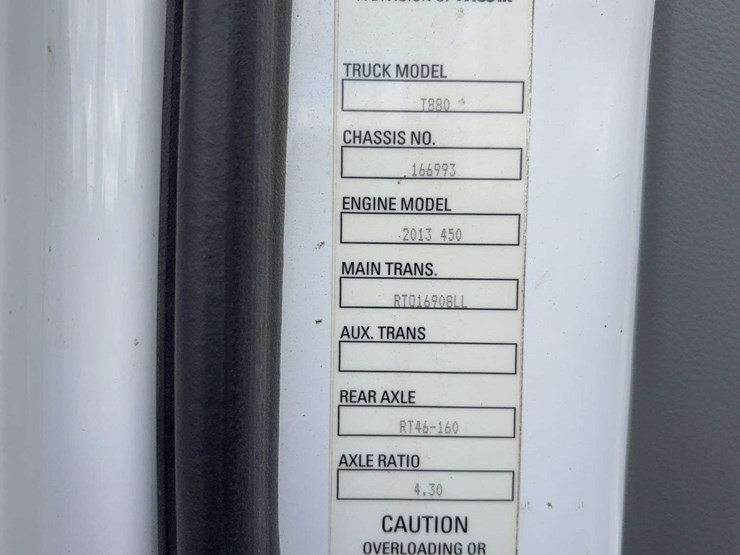 TRUCK MODEL
T880
CHASSIS NO.
166993
ENGINE MODEL
2013 450
MAIN TRANS.
RTO16908LL
AUX. TRANS
REAR AXLE
RT46-160
AXLE RATIO
4.30
CAUTION
OVERLOADING OR